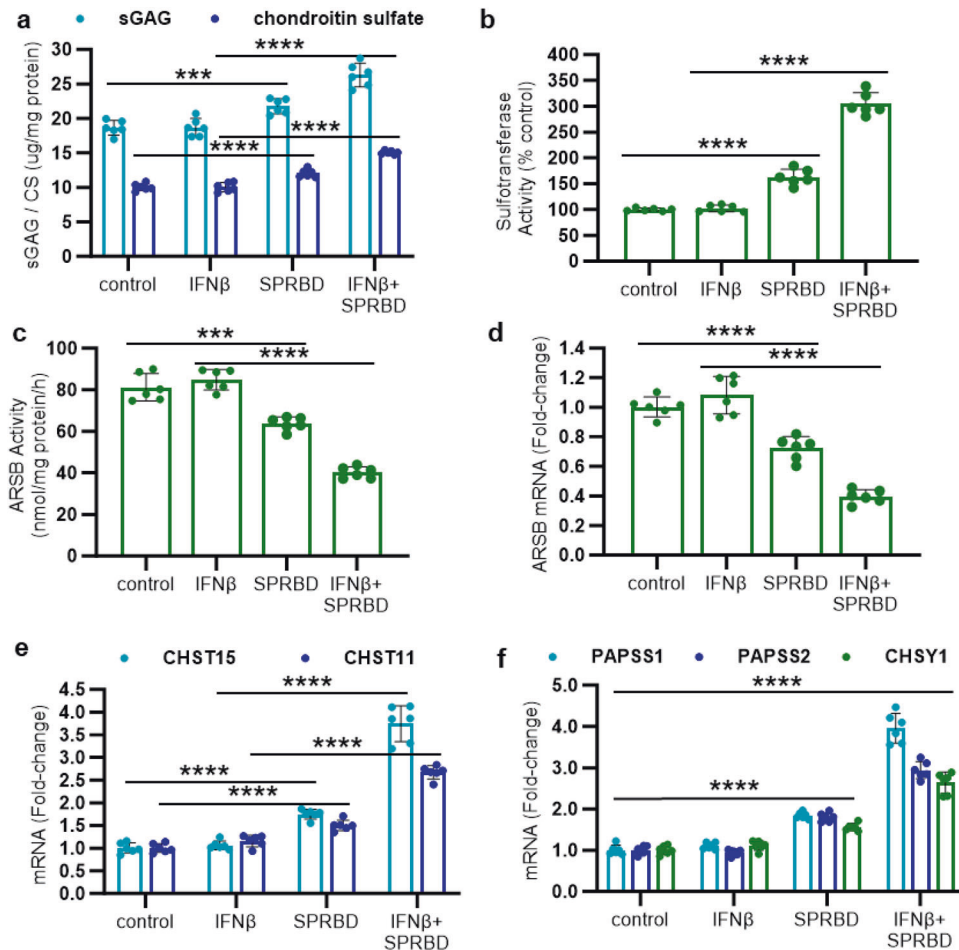 a
sGAG
chondroitin sulfate
sGAG / CS (ug/mg protein)
30
25
20
15
10
5
0
***
****
****
****
control
IFNβ
SPRBD
IFNβ+
SPRBD
b
Sulfotransferase
Activity (% control)
400
350
300
250
200
150
100
50
0
****
****
control
IFNβ
SPRBD
IFNβ+
SPRBD
c
ARSB Activity
(nmol/mg protein/h)
100
80
60
40
20
0
***
****
control
IFNβ
SPRBD
IFNβ+
SPRBD
d
ARSB mRNA (Fold-change)
1.4
1.2
1.0
0.8
0.6
0.4
0.2
0.0
****
****
control
IFNβ
SPRBD
IFNβ+
SPRBD
e
CHST15
CHST11
mRNA (Fold-change)
4.5
4.0
3.5
3.0
2.5
2.0
1.5
1.0
0.5
0.0
****
****
****
****
control
IFNβ
SPRBD
IFNβ+
SPRBD
f
PAPSS1
PAPSS2
CHSY1
mRNA (Fold-change)
5.0
4.0
3.0
2.0
1.0
0.0
****
****
control
IFNβ
SPRBD
IFNβ+
SPRBD